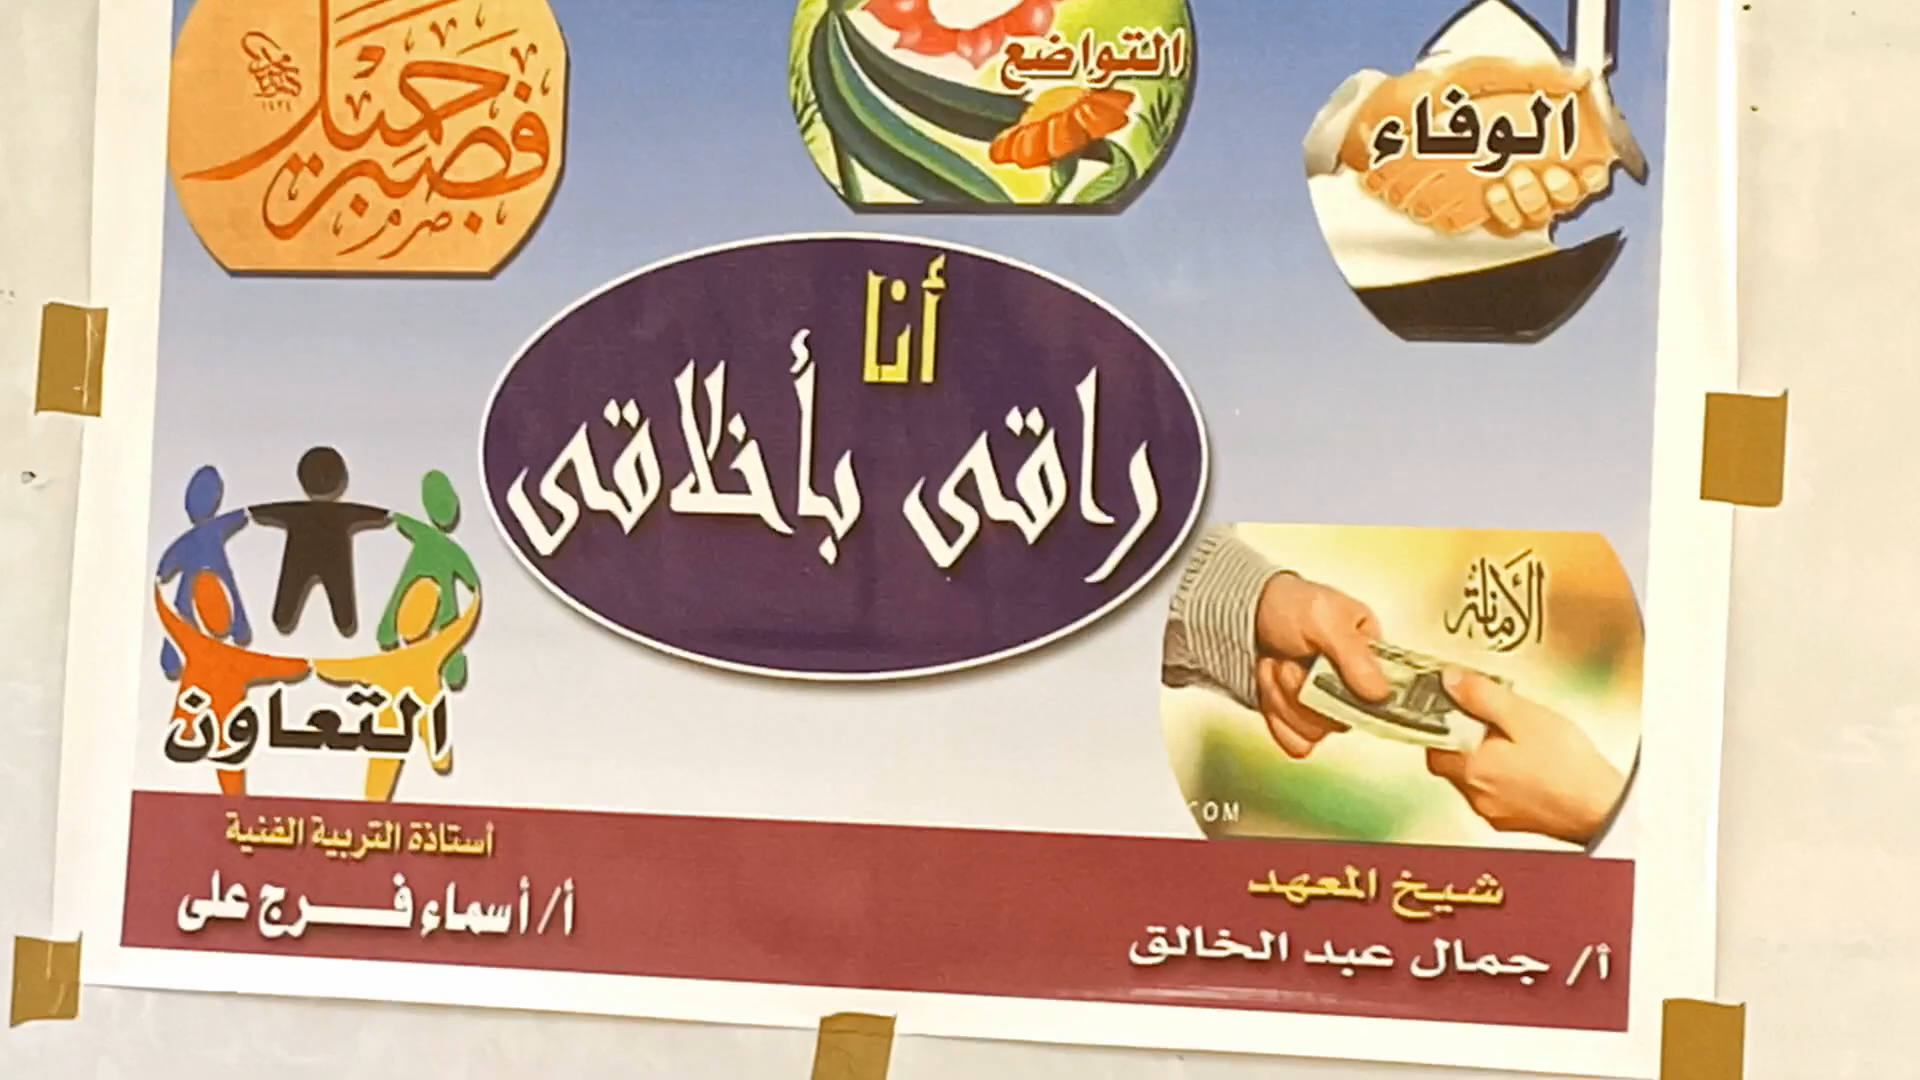 فصبر جميل
التواضع
الوفاء
أنا
راقى بأخلاقى
الأمانة
التعاون
COM
شيخ المعهد
أ/ جمال عبد الخالق
أستاذة التربية الفنية
أ/ أسماء فرج على